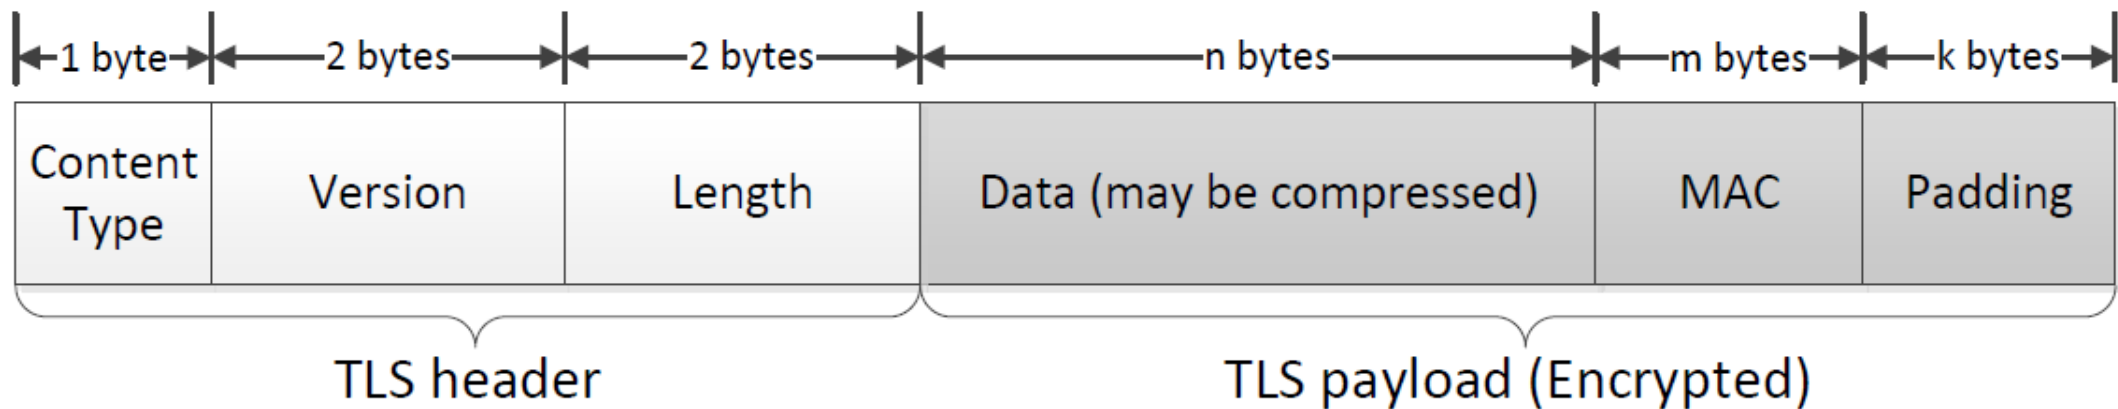 1 byte 2 bytes 2 bytes n bytes m bytes k bytes
Content
Type
Version
Length
Data (may be compressed)
MAC
Padding
TLS header
TLS payload (Encrypted)